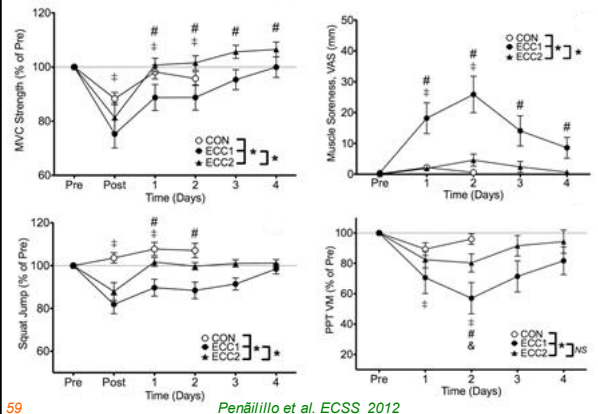 MVC Strength (% of Pre)
120
100
80
60
#
#
#
#
‡
‡
‡
CON
ECC1
ECC2
*
*
Pre
Post
1
2
3
4
Time (Days)
Muscle Soreness, VAS (mm)
50
40
30
20
10
0
#
‡
#
‡
#
#
CON
ECC1
ECC2
*
*
Pre
1
2
3
4
Time (Days)
Squat Jump (% of Pre)
120
100
80
60
‡
#
‡
#
CON
ECC1
ECC2
*
*
Pre
Post
1
2
3
4
Time (Days)
PPT VM (% of Pre)
100
80
60
40
20
‡
‡
#
&
CON
ECC1
ECC2
*
NS
Pre
1
2
3
4
Time (Days)
59
Penãilillo et al. ECSS 2012